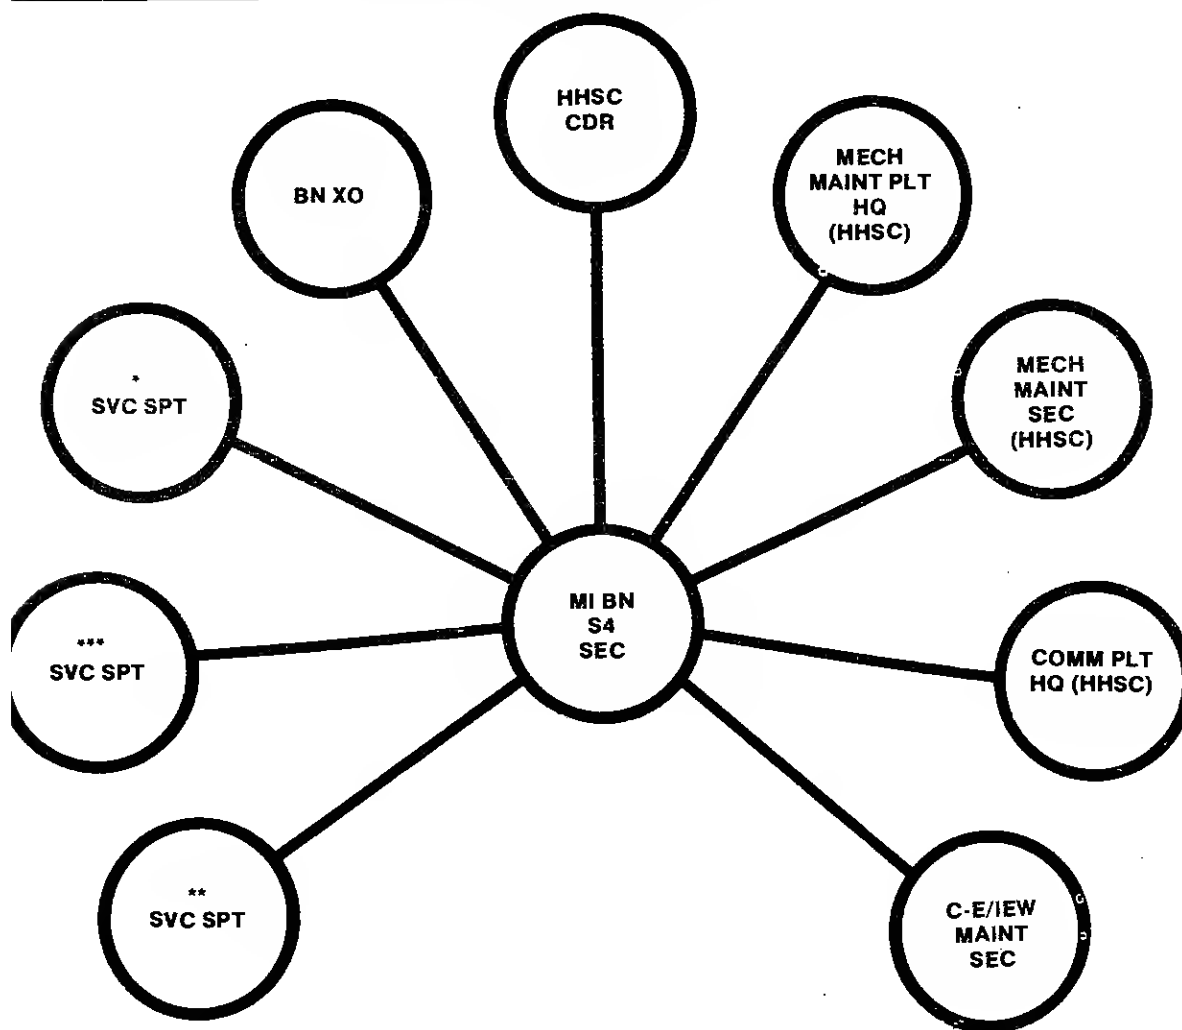 HHSC
CDR
BN XO
MECH
MAINT PLT
HQ
(HHSC)
*
SVC SPT
MECH
MAINT
SEC
(HHSC)
MI BN
S4
SEC
***
SVC SPT
COMM PLT
HQ (HHSC)
**
SVC SPT
C-E/IEW
MAINT
SEC